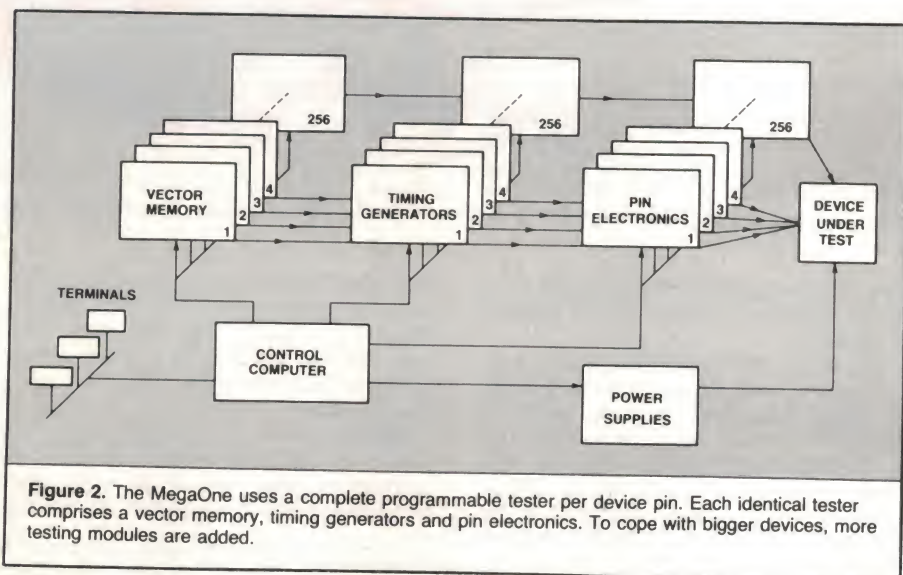 256
256
256
4
3
2
1
VECTOR
MEMORY
4
3
2
1
TIMING
GENERATORS
4
3
2
1
PIN
ELECTRONICS
DEVICE
UNDER
TEST
TERMINALS
CONTROL
COMPUTER
POWER
SUPPLIES
Figure 2. The MegaOne uses a complete programmable tester per device pin. Each identical tester
comprises a vector memory, timing generators and pin electronics. To cope with bigger devices, more
testing modules are added.